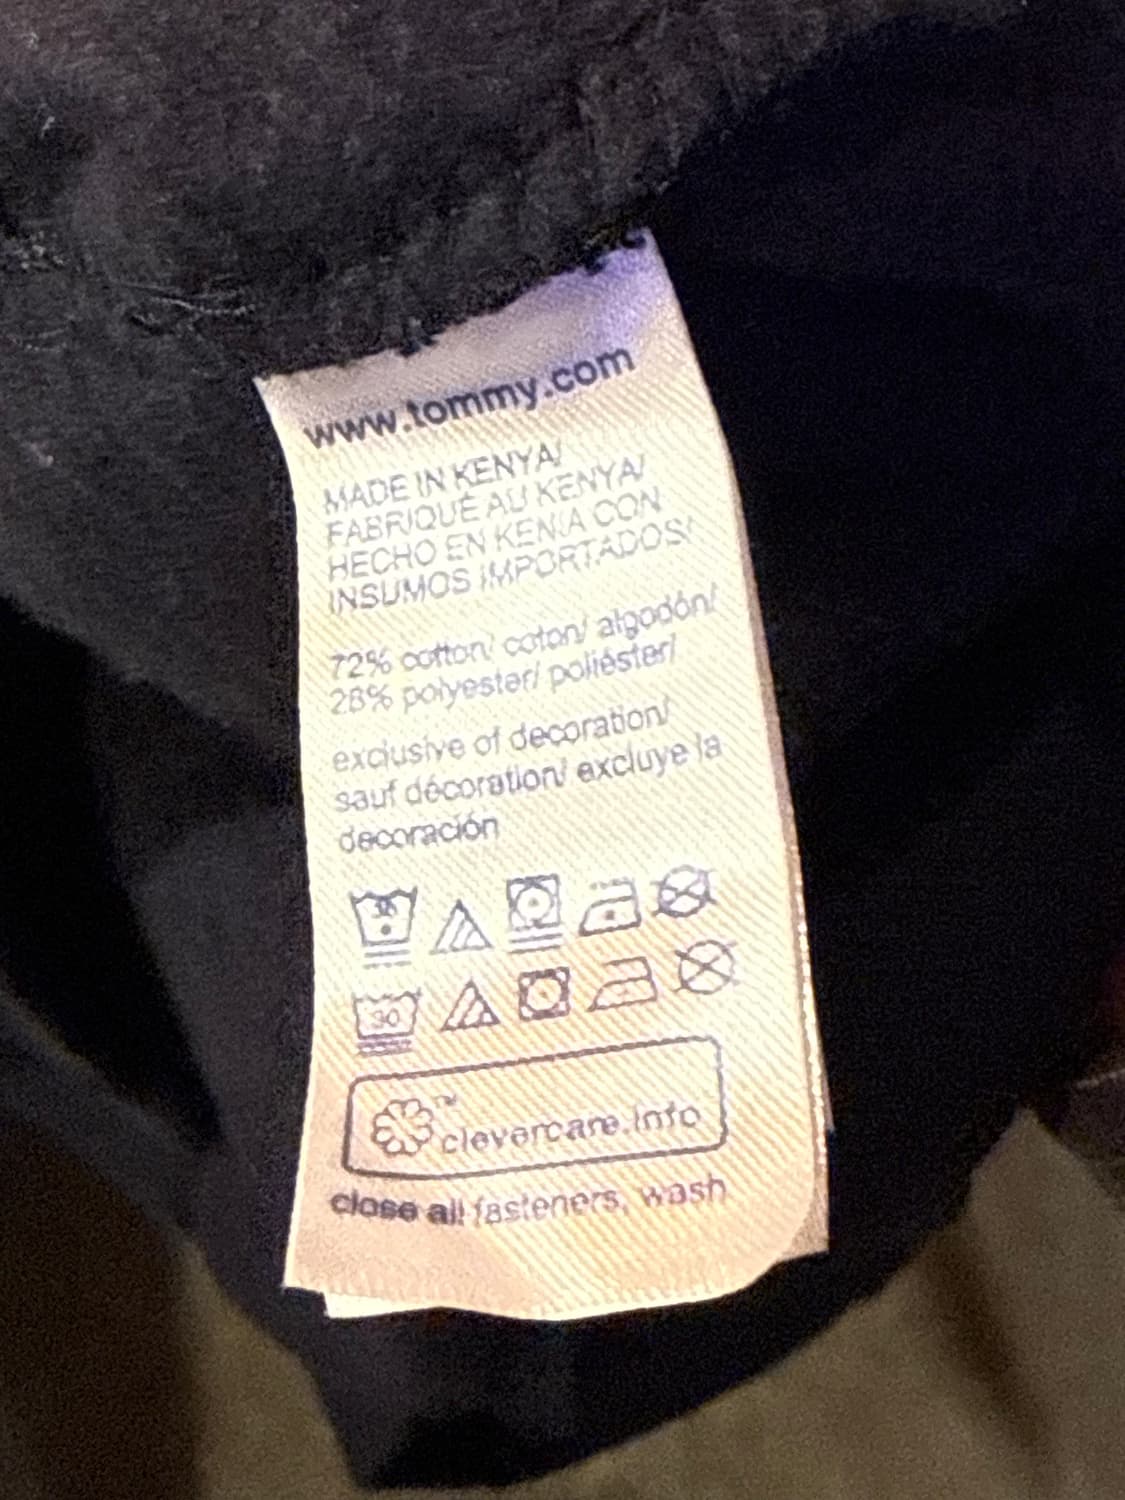 www.tommy.com
MADE IN KENYA/
FABRIQUÉ AU KENYA/
HECHO EN KENIA CON
INSUMOS IMPORTADOS/
72% cotton/ coton/ algodón/
28% polyester/ poliéster/
exclusive of decoration/
sauf décoration/ excluye la
decoración
30
30
™
clevercare.info
close all fasteners, wash